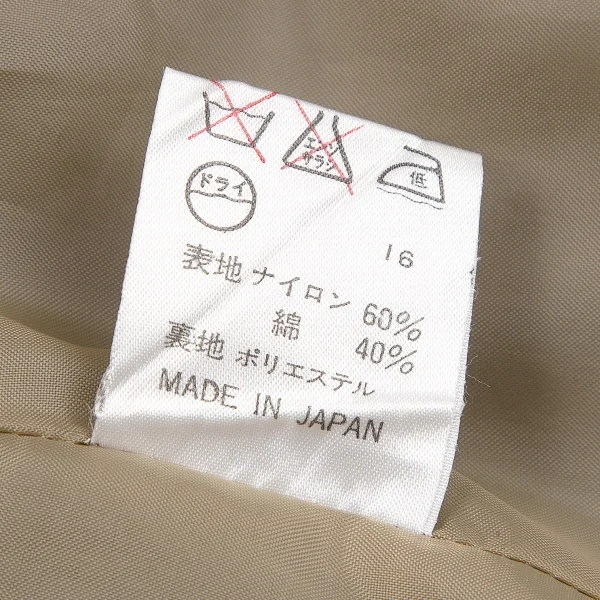 エンソ
サラシ
低
ドライ
16
表地 ナイロン 60%
綿 40%
裏地 ポリエステル
MADE IN JAPAN